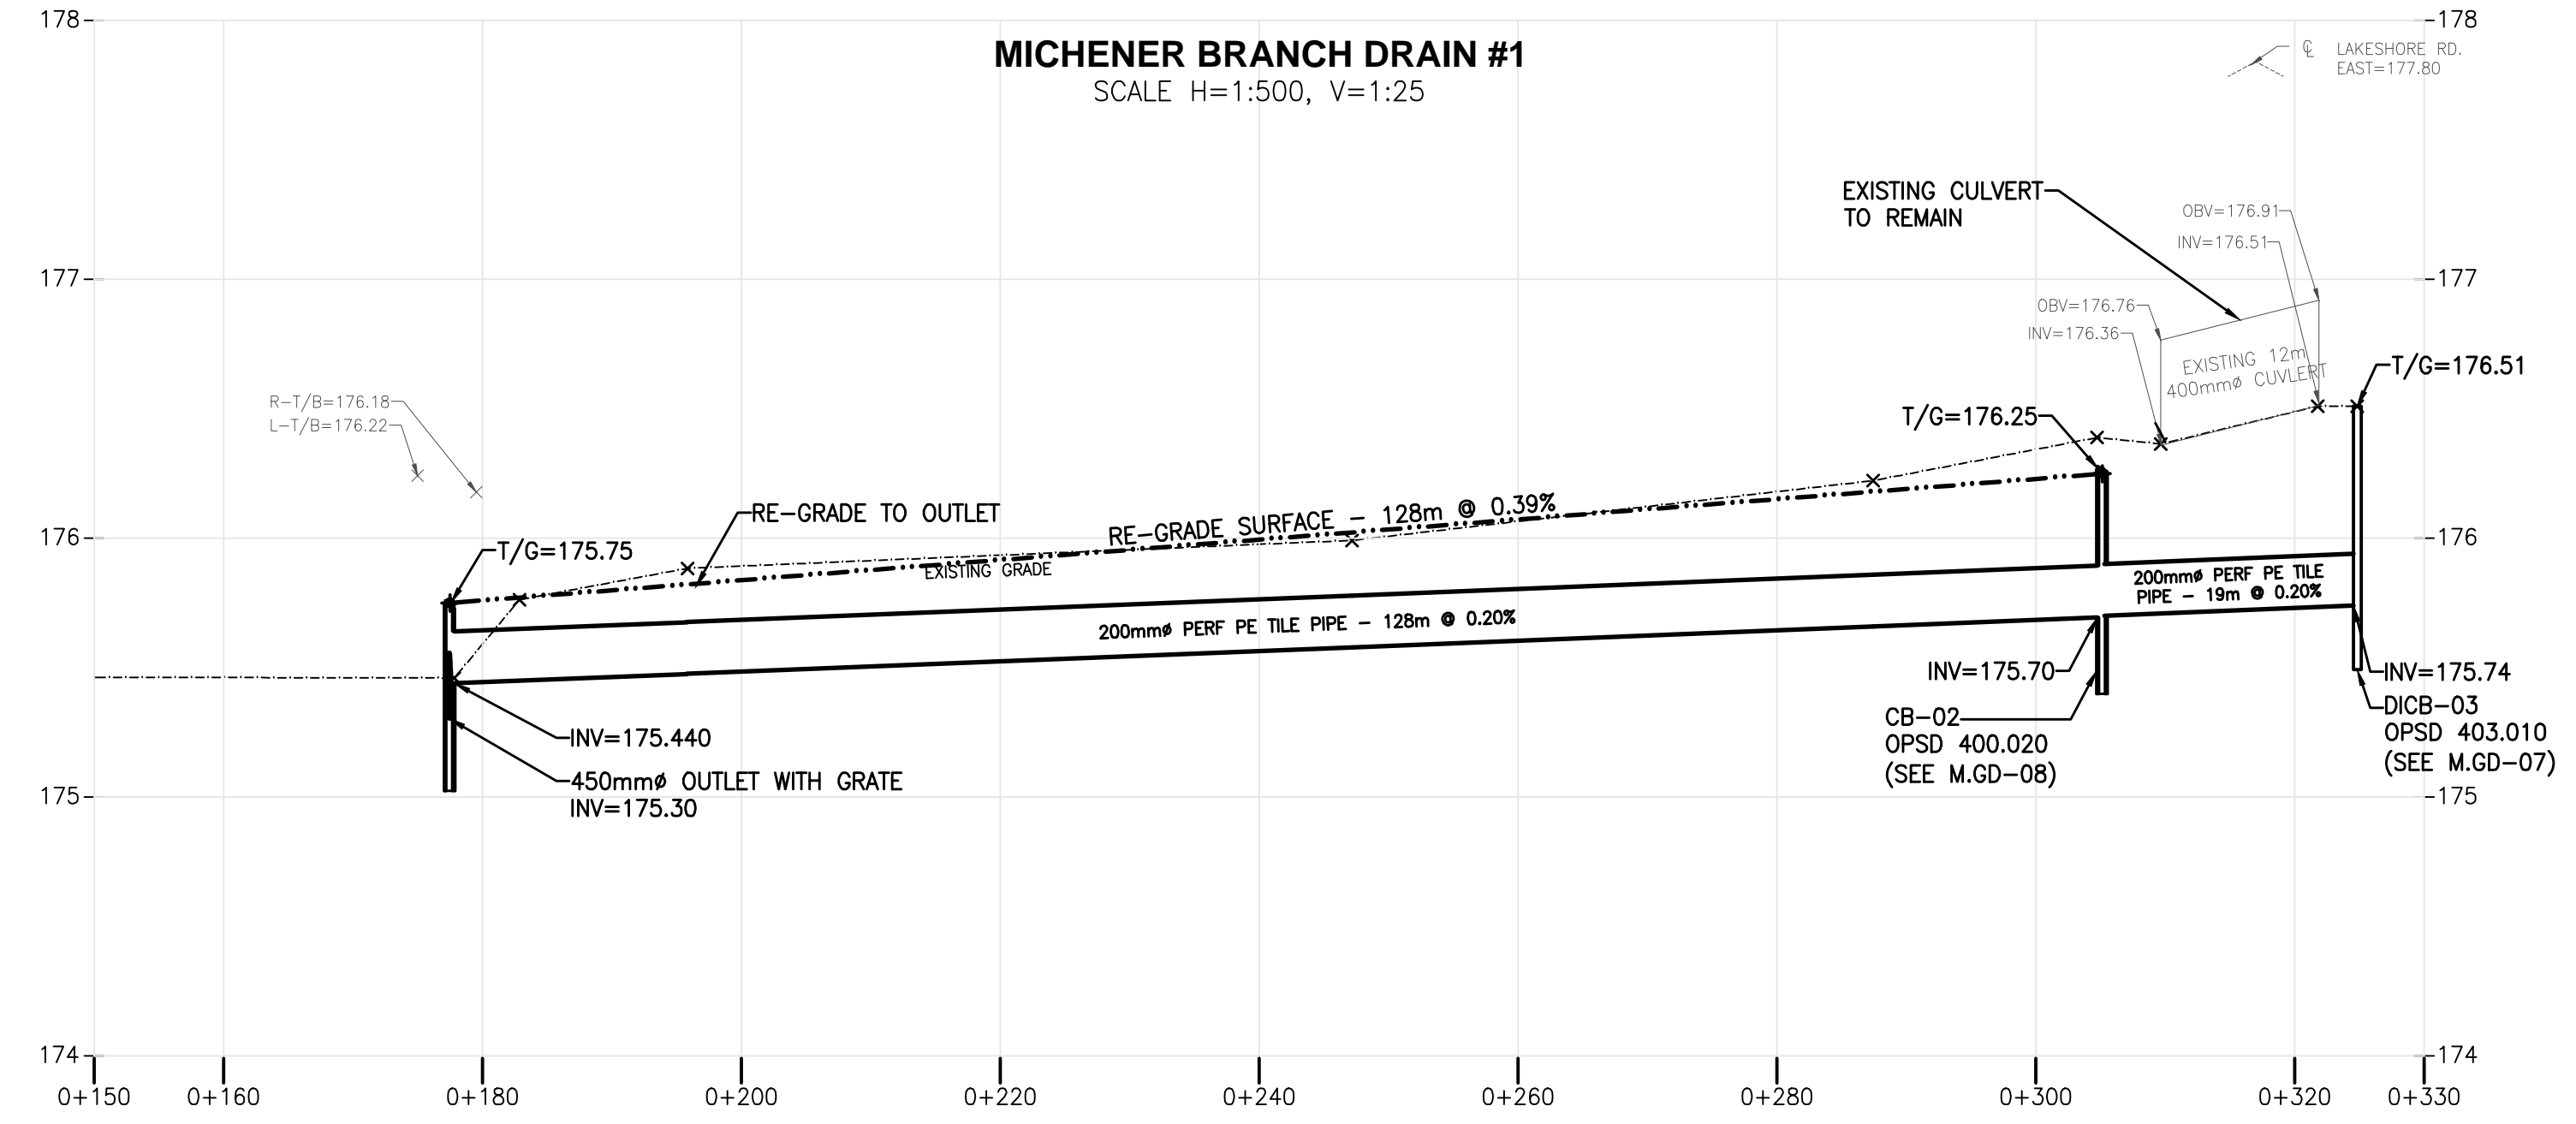 178
178
MICHENER BRANCH DRAIN #1
SCALE H=1:500, V=1:25
℄ LAKESHORE RD.
EAST=177.80
EXISTING CULVERT
TO REMAIN
OBV=176.91
INV=176.51
177
177
OBV=176.76
INV=176.36
EXISTING 12m
400mmø CUVLERT
T/G=176.51
R-T/B=176.18
L-T/B=176.22
T/G=176.25
RE-GRADE TO OUTLET
RE-GRADE SURFACE - 128m @ 0.39%
176
176
T/G=175.75
EXISTING GRADE
200mmø PERF PE TILE
PIPE - 19m @ 0.20%
200mmø PERF PE TILE PIPE - 128m @ 0.20%
INV=175.70
INV=175.74
CB-02
OPSD 400.020
(SEE M.GD-08)
DICB-03
OPSD 403.010
(SEE M.GD-07)
INV=175.440
450mmø OUTLET WITH GRATE
INV=175.30
175
175
174
174
0+150 0+160 0+180 0+200 0+220 0+240 0+260 0+280 0+300 0+320 0+330